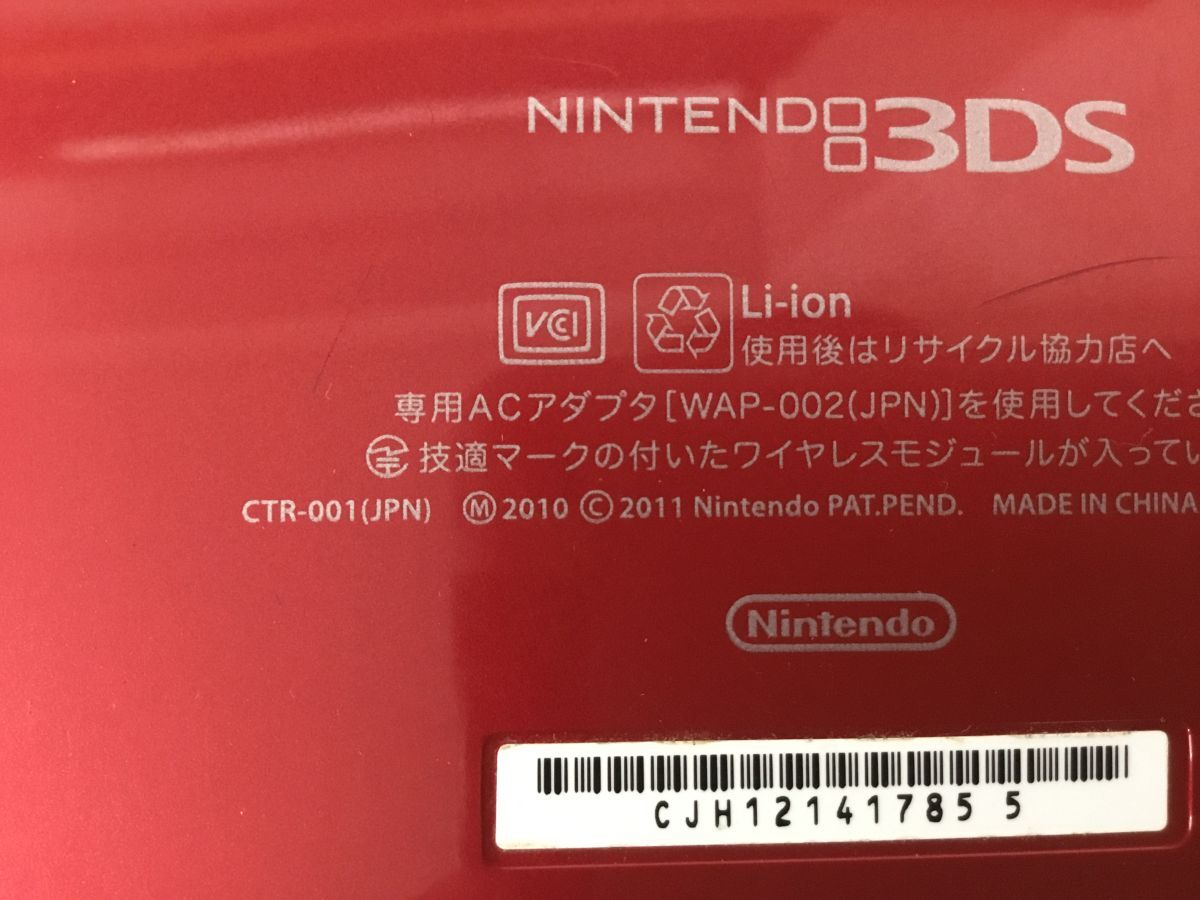 NINTENDO 3DS
VCI
Li-ion
使用後はリサイクル協力店へ
専用ACアダプタ[WAP-002(JPN)]を使用してくださ
技適マークの付いたワイヤレスモジュールが入ってい
CTR-001(JPN) Ⓜ 2010 © 2011 Nintendo PAT.PEND. MADE IN CHINA
Nintendo
CJH12141785 5